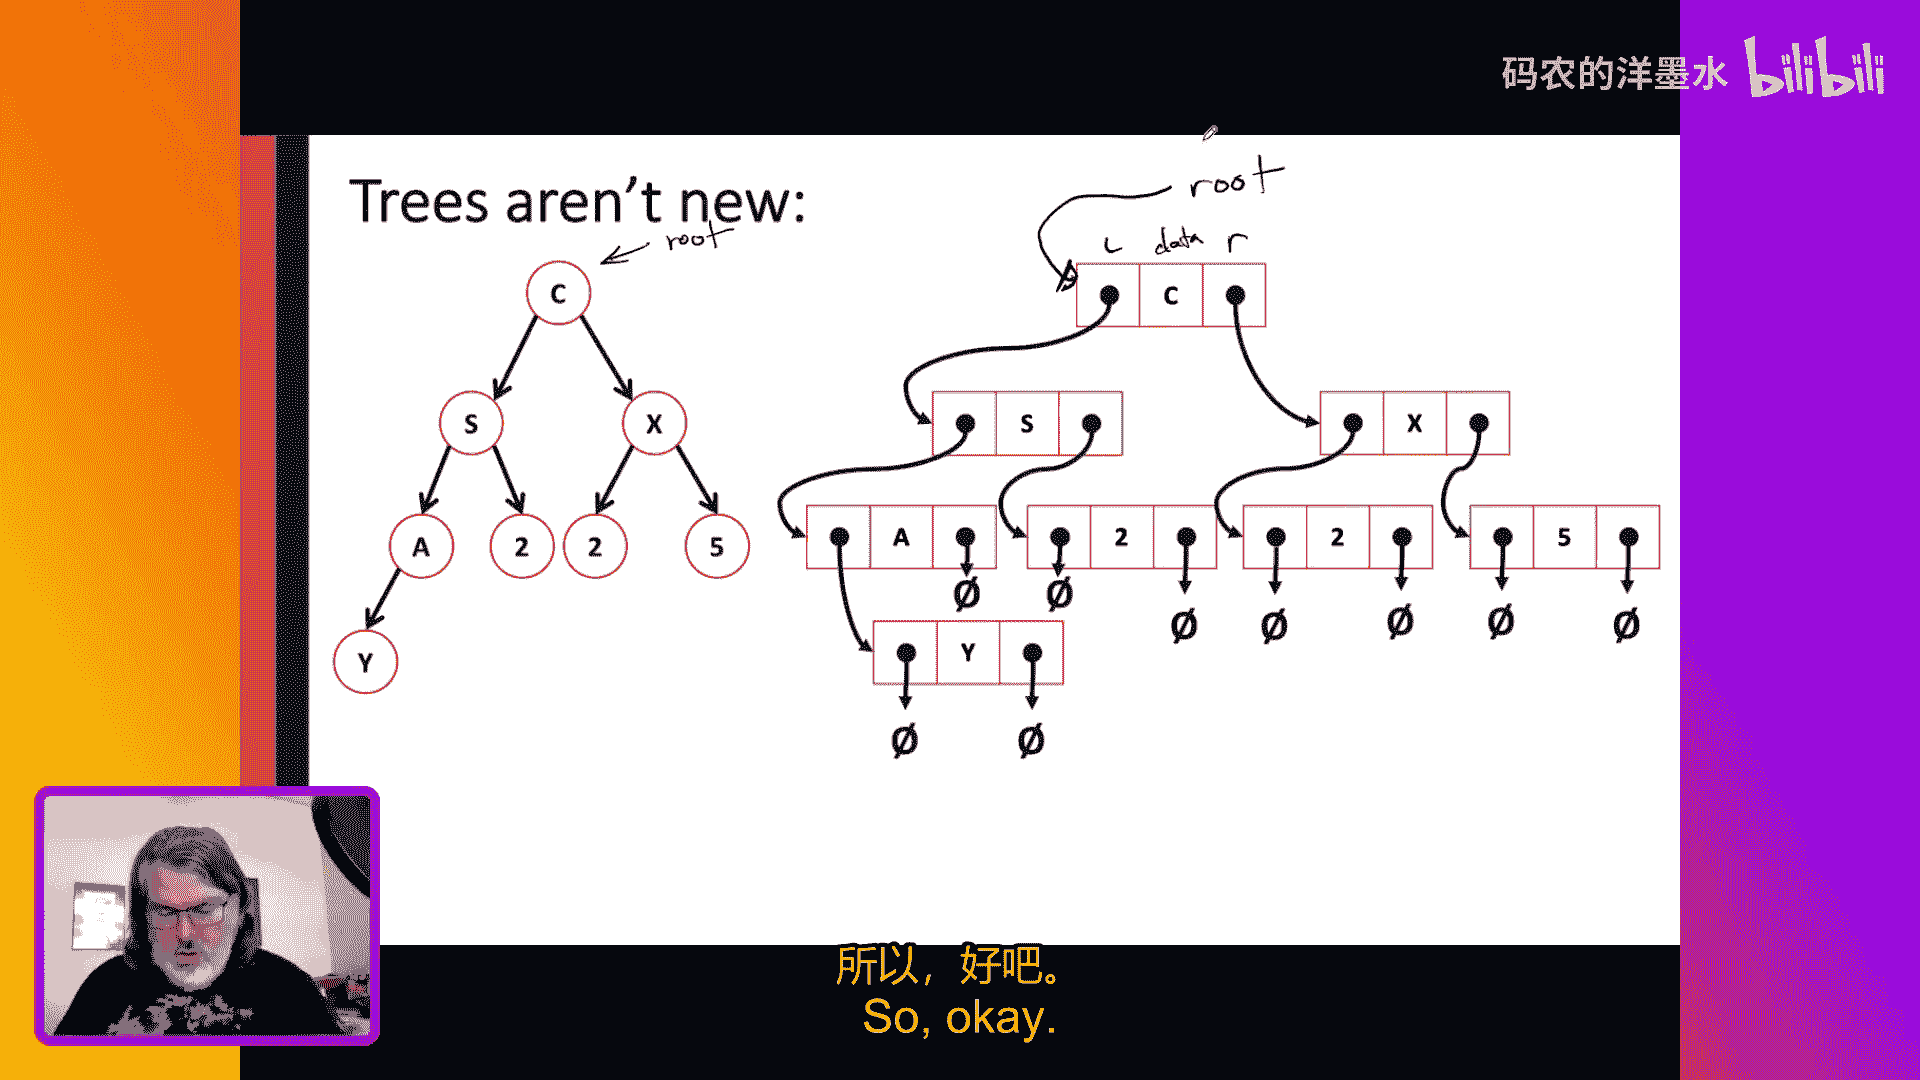 码农的洋墨水 bilibili
Trees aren't new:
root
root
L data r
C
C
S
X
S
X
A
2
2
5
A
2
2
5
Ø
Ø
Ø
Ø
Ø
Ø
Ø
Y
Y
Ø
Ø
所以，好吧。
So, okay.